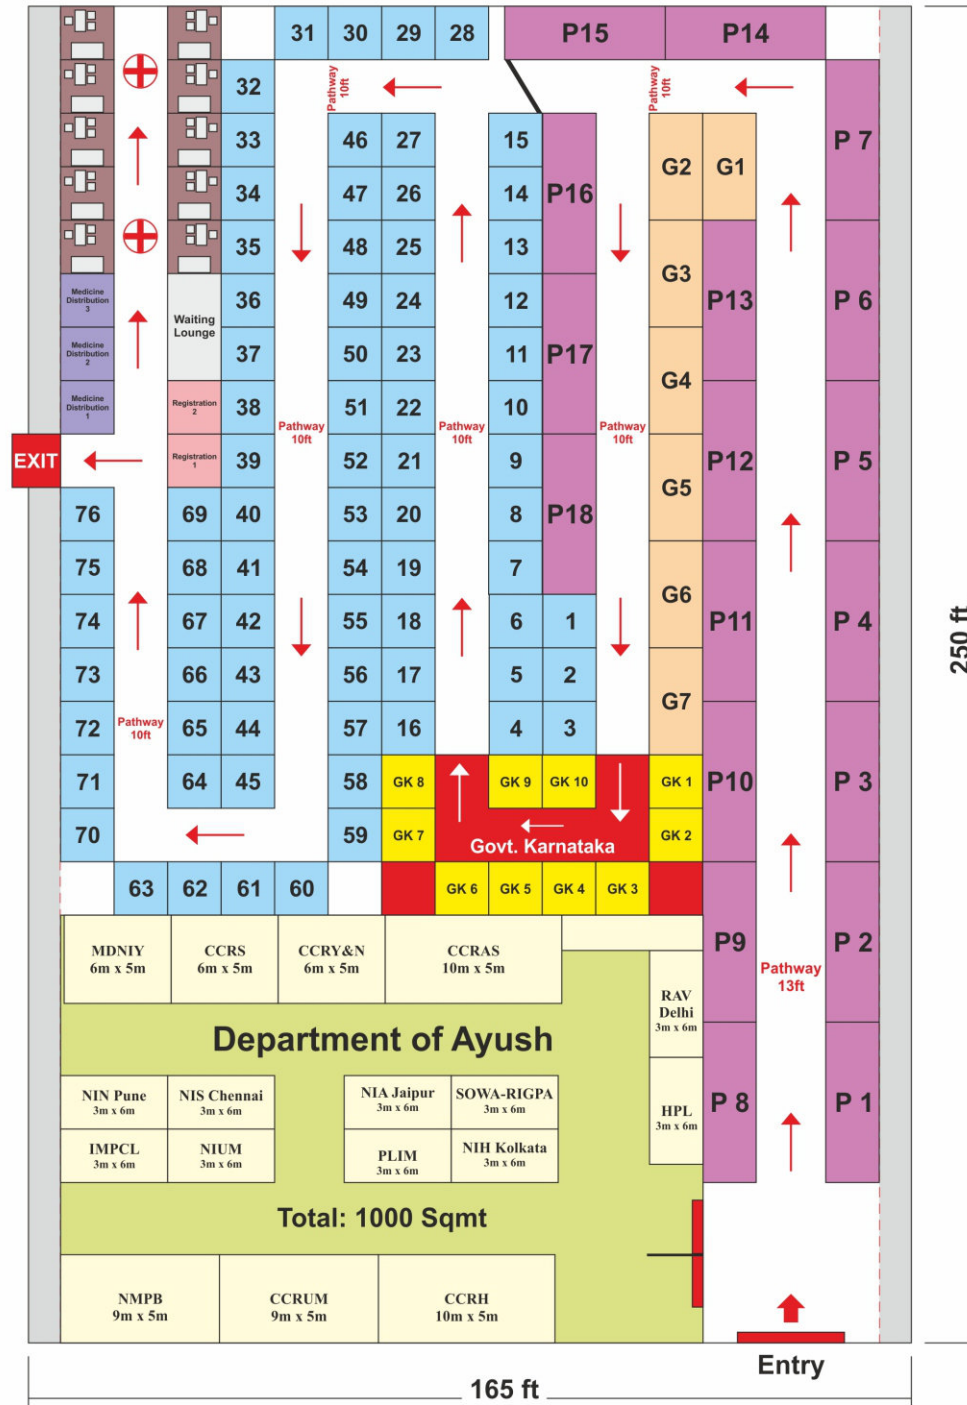 31 30 29 28 P15 P14
32
Pathway
10ft
Pathway
10ft
33 46 27 15 P16 G2 G1 P 7
34 47 26 14
35 48 25 13 G3 P13 P 6
Medicine
Distribution
3
Waiting
Lounge
36 49 24 12 P17
Medicine
Distribution
2
37 50 23 11 G4
Medicine
Distribution
1
Registration
2
38 51 22 10
Pathway
10ft
Pathway
10ft
Pathway
10ft
EXIT
Registration
1
39 52 21 9 P18 G5 P12 P 5
76 69 40 53 20 8
75 68 41 54 19 7 G6 P11 P 4
74 67 42 55 18 6 1
73 66 43 56 17 5 2 G7
72
Pathway
10ft
65 44 57 16 4 3
71 64 45 58 GK 8 GK 9 GK 10 GK 1 P10 P 3
70 59 GK 7
Govt. Karnataka
GK 2
63 62 61 60 GK 6 GK 5 GK 4 GK 3 P9 P 2
Pathway
13ft
250 ft
MDNIY
6m x 5m
CCRS
6m x 5m
CCRY&N
6m x 5m
CCRAS
10m x 5m
RAV
Delhi
3m x 6m
Department of Ayush
NIN Pune
3m x 6m
NIS Chennai
3m x 6m
NIA Jaipur
3m x 6m
SOWA-RIGPA
3m x 6m
HPL
3m x 6m
P 8 P 1
IMPCL
3m x 6m
NIUM
3m x 6m
PLIM
3m x 6m
NIH Kolkata
3m x 6m
Total: 1000 Sqmt
NMPB
9m x 5m
CCRUM
9m x 5m
CCRH
10m x 5m
Entry
165 ft